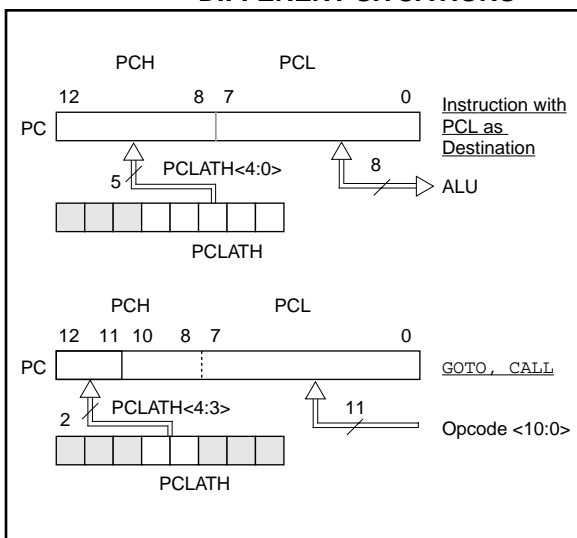 PCH PCL
12 8 7 0
PC
Instruction with
PCL as
Destination
5 PCLATH<4:0>
8
ALU
PCLATH
PCH PCL
12 11 10 8 7 0
PC
GOTO, CALL
2 PCLATH<4:3>
11
Opcode <10:0>
PCLATH